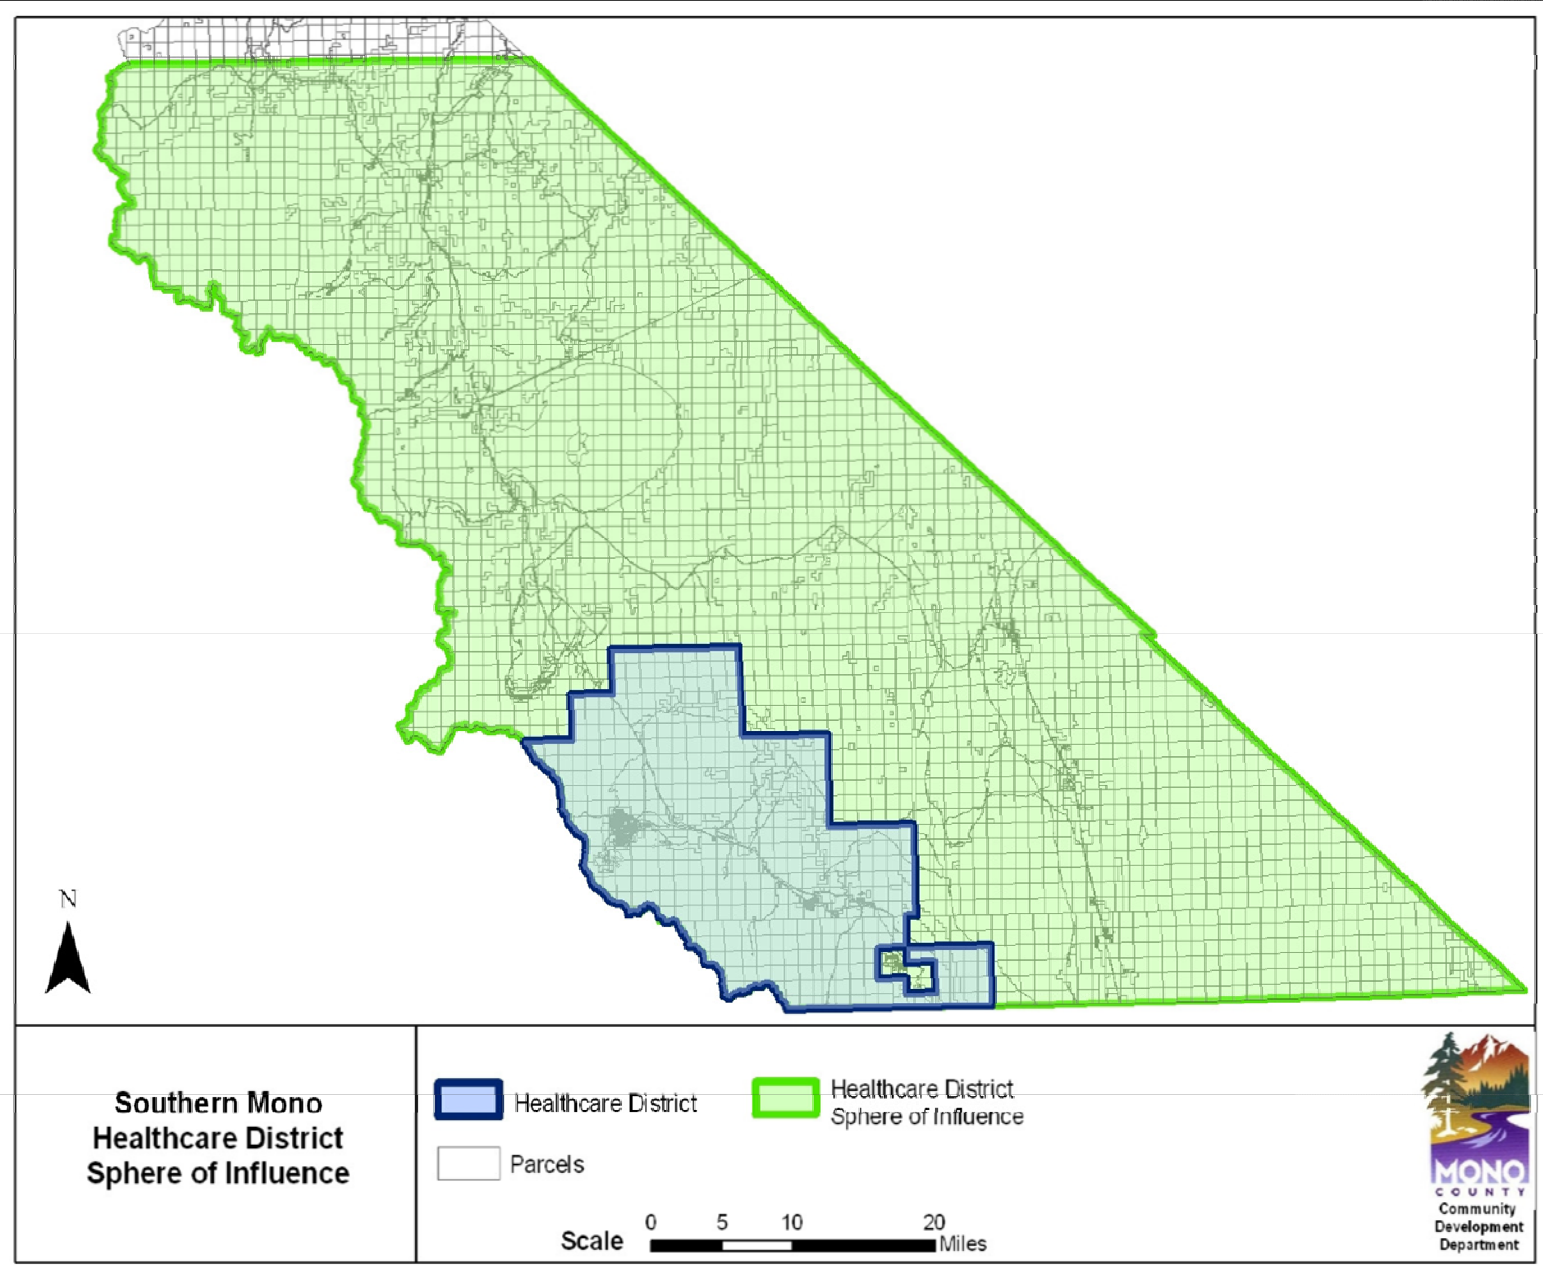 N
Southern Mono
Healthcare District
Sphere of Influence
Healthcare District
Healthcare District
Sphere of Influence
Parcels
Scale
0 5 10 20
Miles
MONO
COUNTY
Community
Development
Department